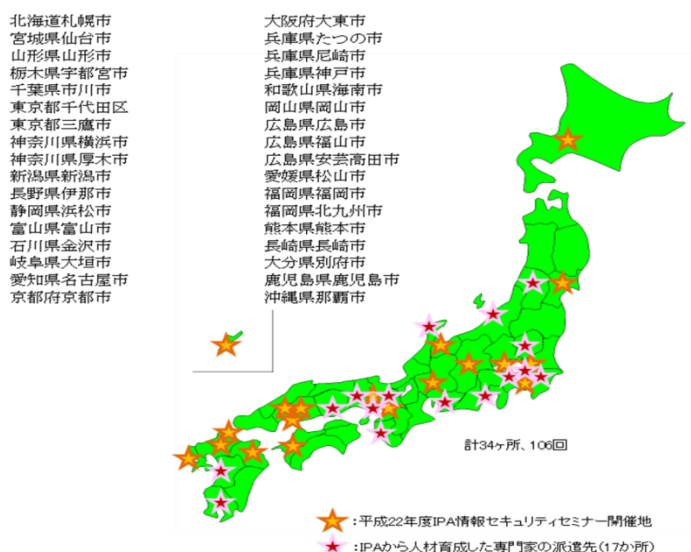 北海道札幌市
宮城県仙台市
山形県山形市
栃木県宇都宮市
千葉県市川市
東京都千代田区
東京都三鷹市
神奈川県横浜市
神奈川県厚木市
新潟県新潟市
長野県伊那市
静岡県浜松市
富山県富山市
石川県金沢市
岐阜県大垣市
愛知県名古屋市
京都府京都市
大阪府大東市
兵庫県たつの市
兵庫県尼崎市
兵庫県神戸市
和歌山県海南市
岡山県岡山市
広島県広島市
広島県福山市
広島県安芸高田市
愛媛県松山市
福岡県福岡市
福岡県北九州市
熊本県熊本市
長崎県長崎市
大分県別府市
鹿児島県鹿児島市
沖縄県那覇市
計34ヶ所、106回
:平成22年度IPA情報セキュリティセミナー開催地
:IPAから人材育成した専門家の派遣先(17か所)